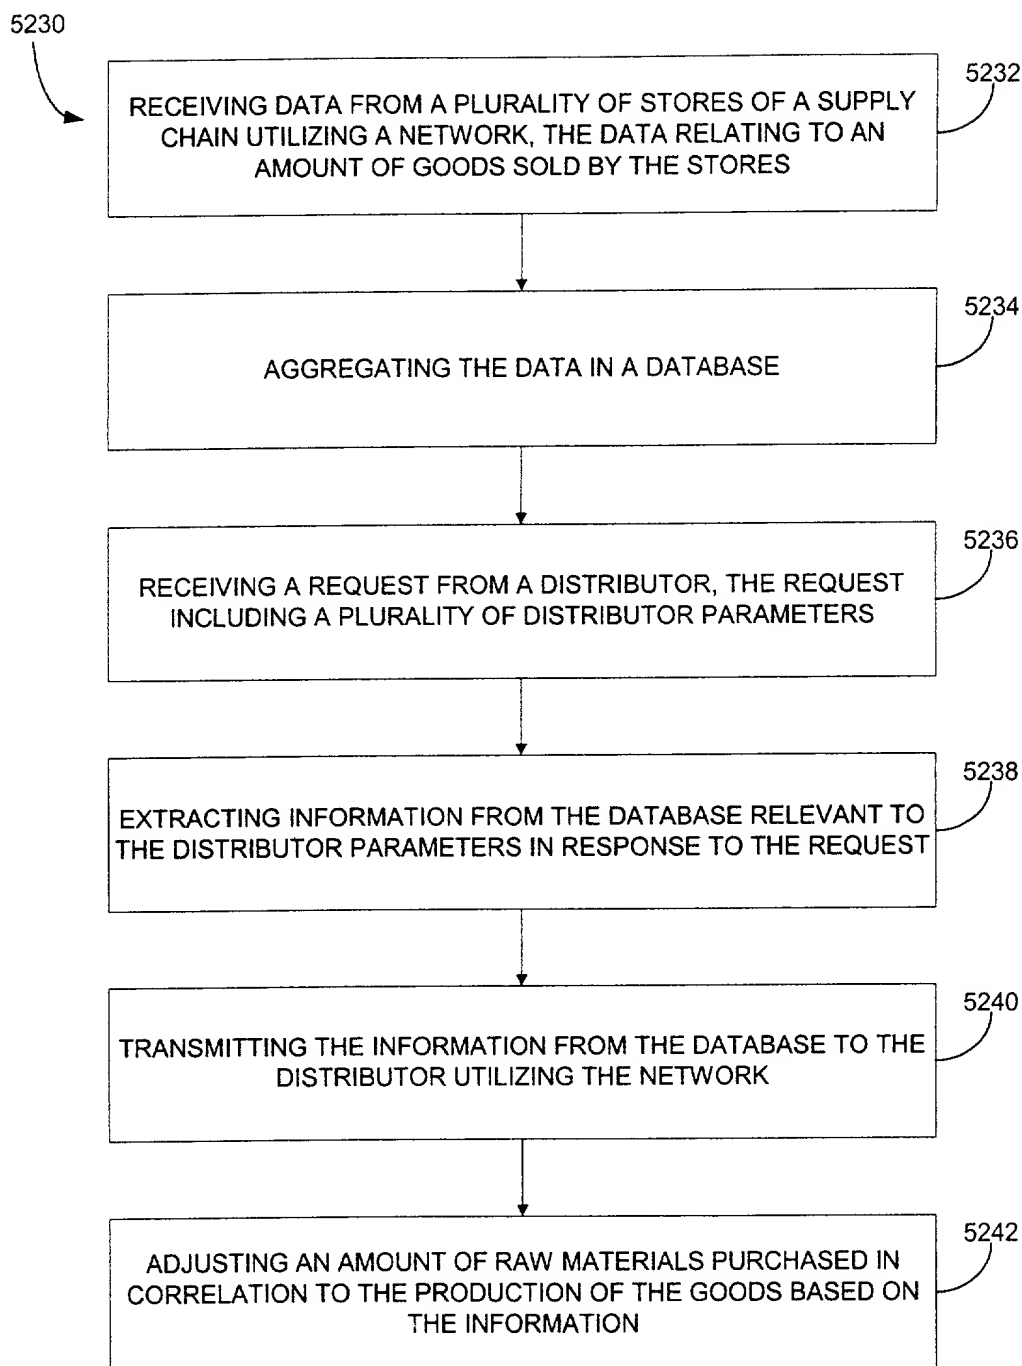 5230
5232
RECEIVING DATA FROM A PLURALITY OF STORES OF A SUPPLY
CHAIN UTILIZING A NETWORK, THE DATA RELATING TO AN
AMOUNT OF GOODS SOLD BY THE STORES
5234
AGGREGATING THE DATA IN A DATABASE
5236
RECEIVING A REQUEST FROM A DISTRIBUTOR, THE REQUEST
INCLUDING A PLURALITY OF DISTRIBUTOR PARAMETERS
5238
EXTRACTING INFORMATION FROM THE DATABASE RELEVANT TO
THE DISTRIBUTOR PARAMETERS IN RESPONSE TO THE REQUEST
5240
TRANSMITTING THE INFORMATION FROM THE DATABASE TO THE
DISTRIBUTOR UTILIZING THE NETWORK
5242
ADJUSTING AN AMOUNT OF RAW MATERIALS PURCHASED IN
CORRELATION TO THE PRODUCTION OF THE GOODS BASED ON
THE INFORMATION